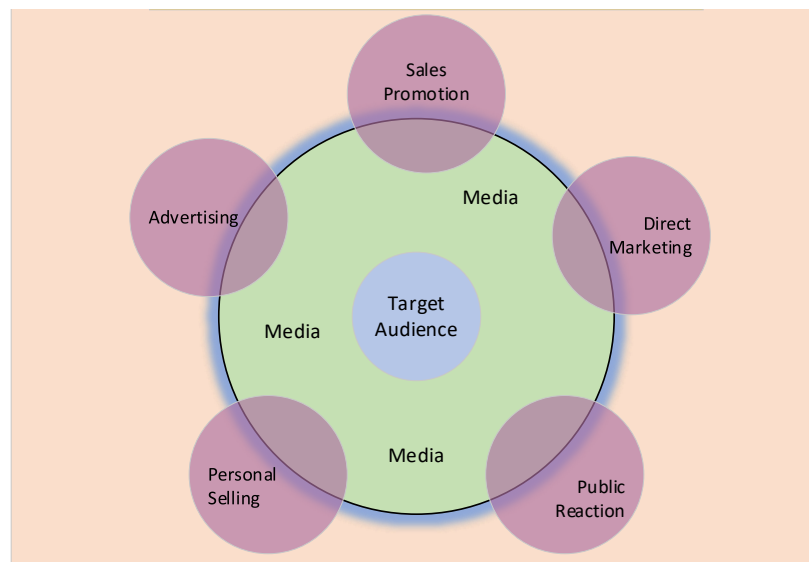 Sales
Promotion
Media
Advertising
Direct
Marketing
Target
Audience
Media
Media
Personal
Selling
Public
Reaction